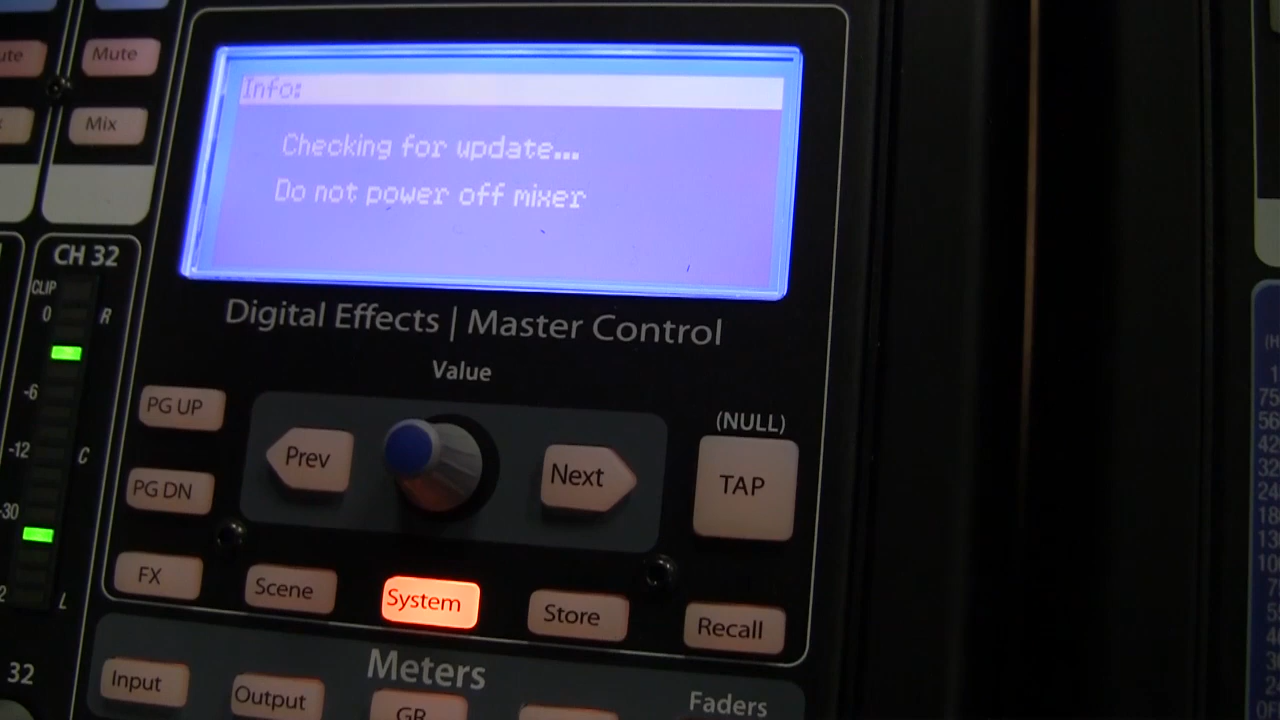 Mute
Mix
Info:
Checking for update...
Do not power off mixer
Digital Effects | Master Control
CH 32
CLIP
0
R
-6
-12
C
-30
L
32
Value
PG UP
Prev
Next
(NULL)
TAP
PG DN
FX
Scene
System
Store
Recall
Meters
Input
Output
GR
Faders